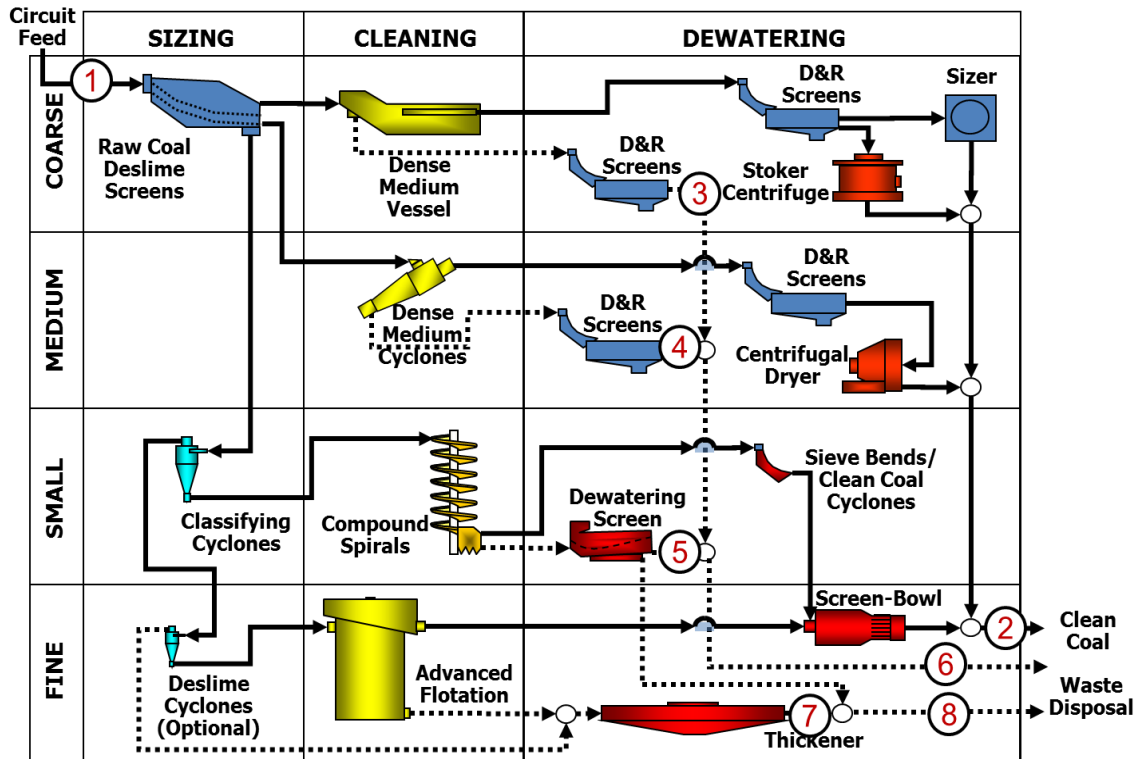 Circuit
Feed
SIZING
CLEANING
DEWATERING
COARSE
1
Raw Coal
Deslime
Screens
Dense
Medium
Vessel
D&R
Screens
3
D&R
Screens
Stoker
Centrifuge
Sizer
MEDIUM
Dense
Medium
Cyclones
D&R
Screens
4
D&R
Screens
Centrifugal
Dryer
SMALL
Classifying
Cyclones
Compound
Spirals
Dewatering
Screen
5
Sieve Bends/
Clean Coal
Cyclones
FINE
Deslime
Cyclones
(Optional)
Advanced
Flotation
Screen-Bowl
2
Clean
Coal
6
7
Thickener
8
Waste
Disposal